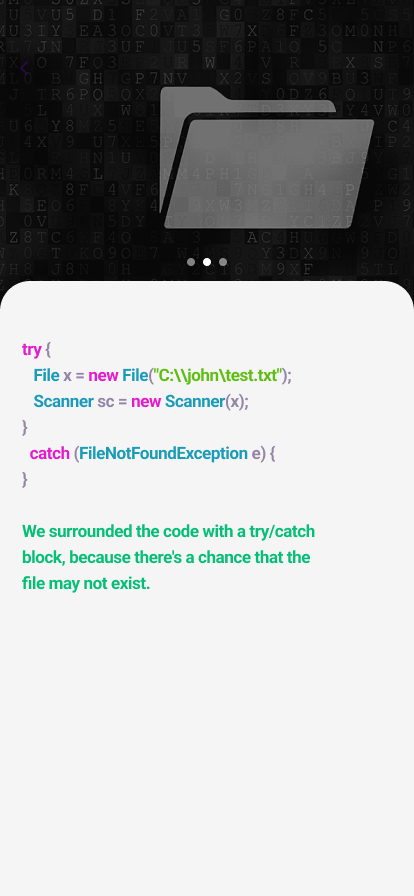 try {
File x = new File("C:\\john\test.txt");
Scanner sc = new Scanner(x);
}
catch (FileNotFoundException e) {
}
We surrounded the code with a try/catch
block, because there's a chance that the
file may not exist.